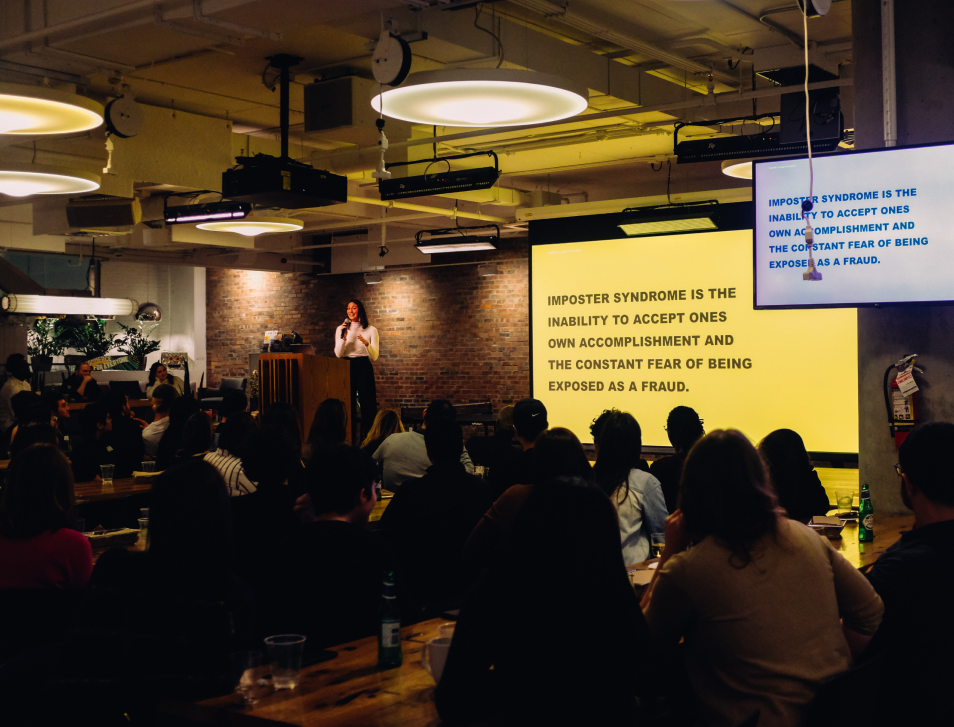 IMPOSTER SYNDROME IS THE
INABILITY TO ACCEPT ONES
OWN ACCOMPLISHMENT AND
THE CONSTANT FEAR OF BEING
EXPOSED AS A FRAUD.
IMPOSTER SYNDROME IS THE
INABILITY TO ACCEPT ONES
OWN ACCOMPLISHMENT AND
THE CONSTANT FEAR OF BEING
EXPOSED AS A FRAUD.